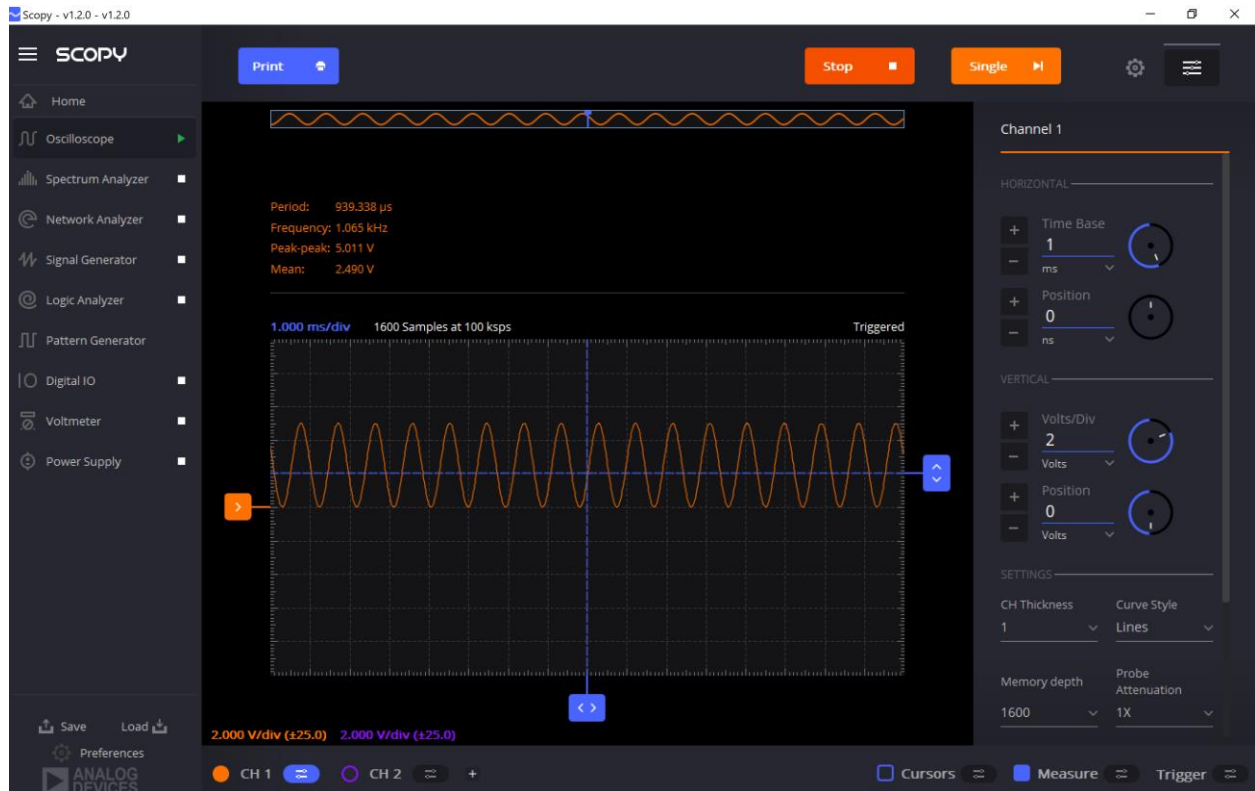 Scopy - v1.2.0 - v1.2.0
SCOPY
Print
Stop
Single
Home
Oscilloscope
Spectrum Analyzer
Network Analyzer
Signal Generator
Logic Analyzer
Pattern Generator
Digital IO
Voltmeter
Power Supply
Save Load
Preferences
ANALOG
DEVICES
Period: 939.338 µs
Frequency: 1.065 kHz
Peak-peak: 5.011 V
Mean: 2.490 V
1.000 ms/div 1600 Samples at 100 ksps Triggered
2.000 V/div (±25.0) 2.000 V/div (±25.0)
CH 1 CH 2 + Cursors Measure Trigger
Channel 1
HORIZONTAL
+ Time Base
1
- ms
+ Position
0
- ns
VERTICAL
+ Volts/Div
2
- Volts
+ Position
0
- Volts
SETTINGS
CH Thickness Curve Style
1 Lines
Memory depth Probe Attenuation
1600 1X